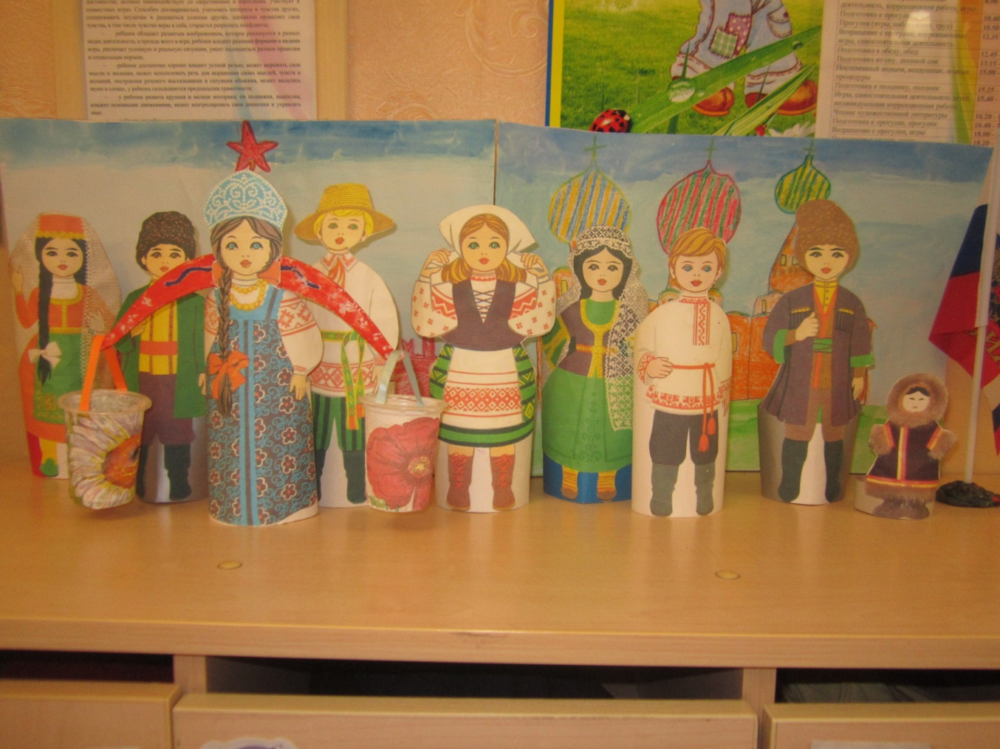 достоинства, активно взаимодействует со сверстниками и взрослыми, участвует в
совместных играх. Способен договариваться, учитывать интересы и чувства других,
сопереживать неудачам и радоваться успехам других, адекватно проявляет свои
чувства, в том числе чувство веры в себя, старается разрешать конфликты;
- ребенок обладает развитым воображением, которое реализуется в разных
видах деятельности, и прежде всего в игре, ребенок владеет разными формами и видами
игры, различает условную и реальную ситуации, умеет подчиняться разным правилам
и социальным нормам;
- ребенок достаточно хорошо владеет устной речью, может выражать свои
мысли и желания, может использовать речь для выражения своих мыслей, чувств и
желаний, построения речевого высказывания в ситуации общения, может выделять
звуки в словах, у ребенка складываются предпосылки грамотности;
- у ребенка развита крупная и мелкая моторика; он подвижен, вынослив,
владеет основными движениями, может контролировать свои движения и управлять
ими;
деятельность, коррекционная работа, игры
Подготовка к прогулке 10.40
Прогулка (игры, наблюдения, труд) 10.50
Возвращение с прогулки, коррекционные 12.35
игры, самостоятельная деятельность
Подготовка к обеду, обед 12.45
Подготовка ко сну, дневной сон 13.15
Постепенный подъем, воздушные, водные 15.00
процедуры
Подготовка к полднику, полдник 15.25
Игры, самостоятельная деятельность детей, 15.40
индивидуальная коррекционная работа
Чтение художественной литературы 16.20
Подготовка к прогулке, прогулка 16.40
Возвращение с прогулки, игры 18.00
18.20